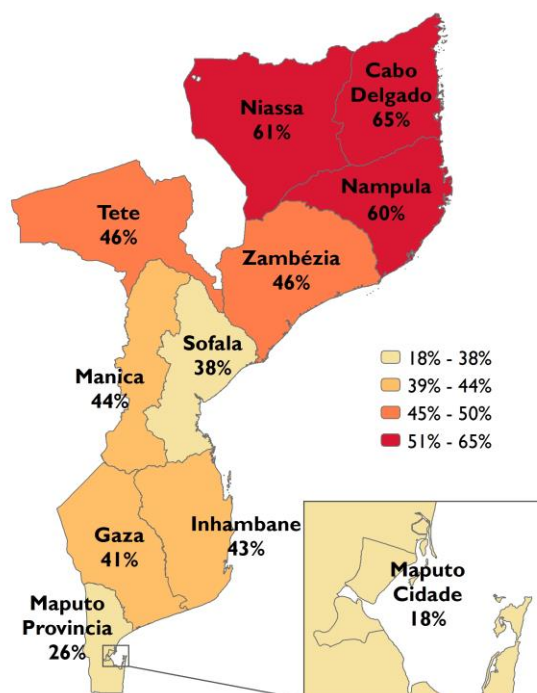 Cabo
Delgado
65%
Niassa
61%
Nampula
60%
Tete
46%
Zambézia
46%
Sofala
38%
Manica
44%
18% - 38%
39% - 44%
45% - 50%
51% - 65%
Inhambane
43%
Gaza
41%
Maputo
Provincia
26%
Maputo
Cidade
18%